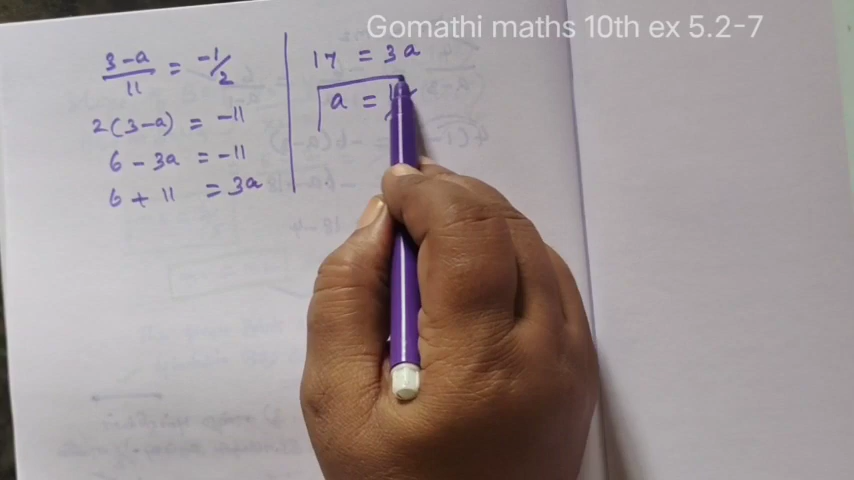 Gomathi maths 10th ex 5.2-7
3-a/11 = -1/2
2(3-a) = -11
6 - 3a = -11
6 + 11 = 3a
17 = 3a
a =